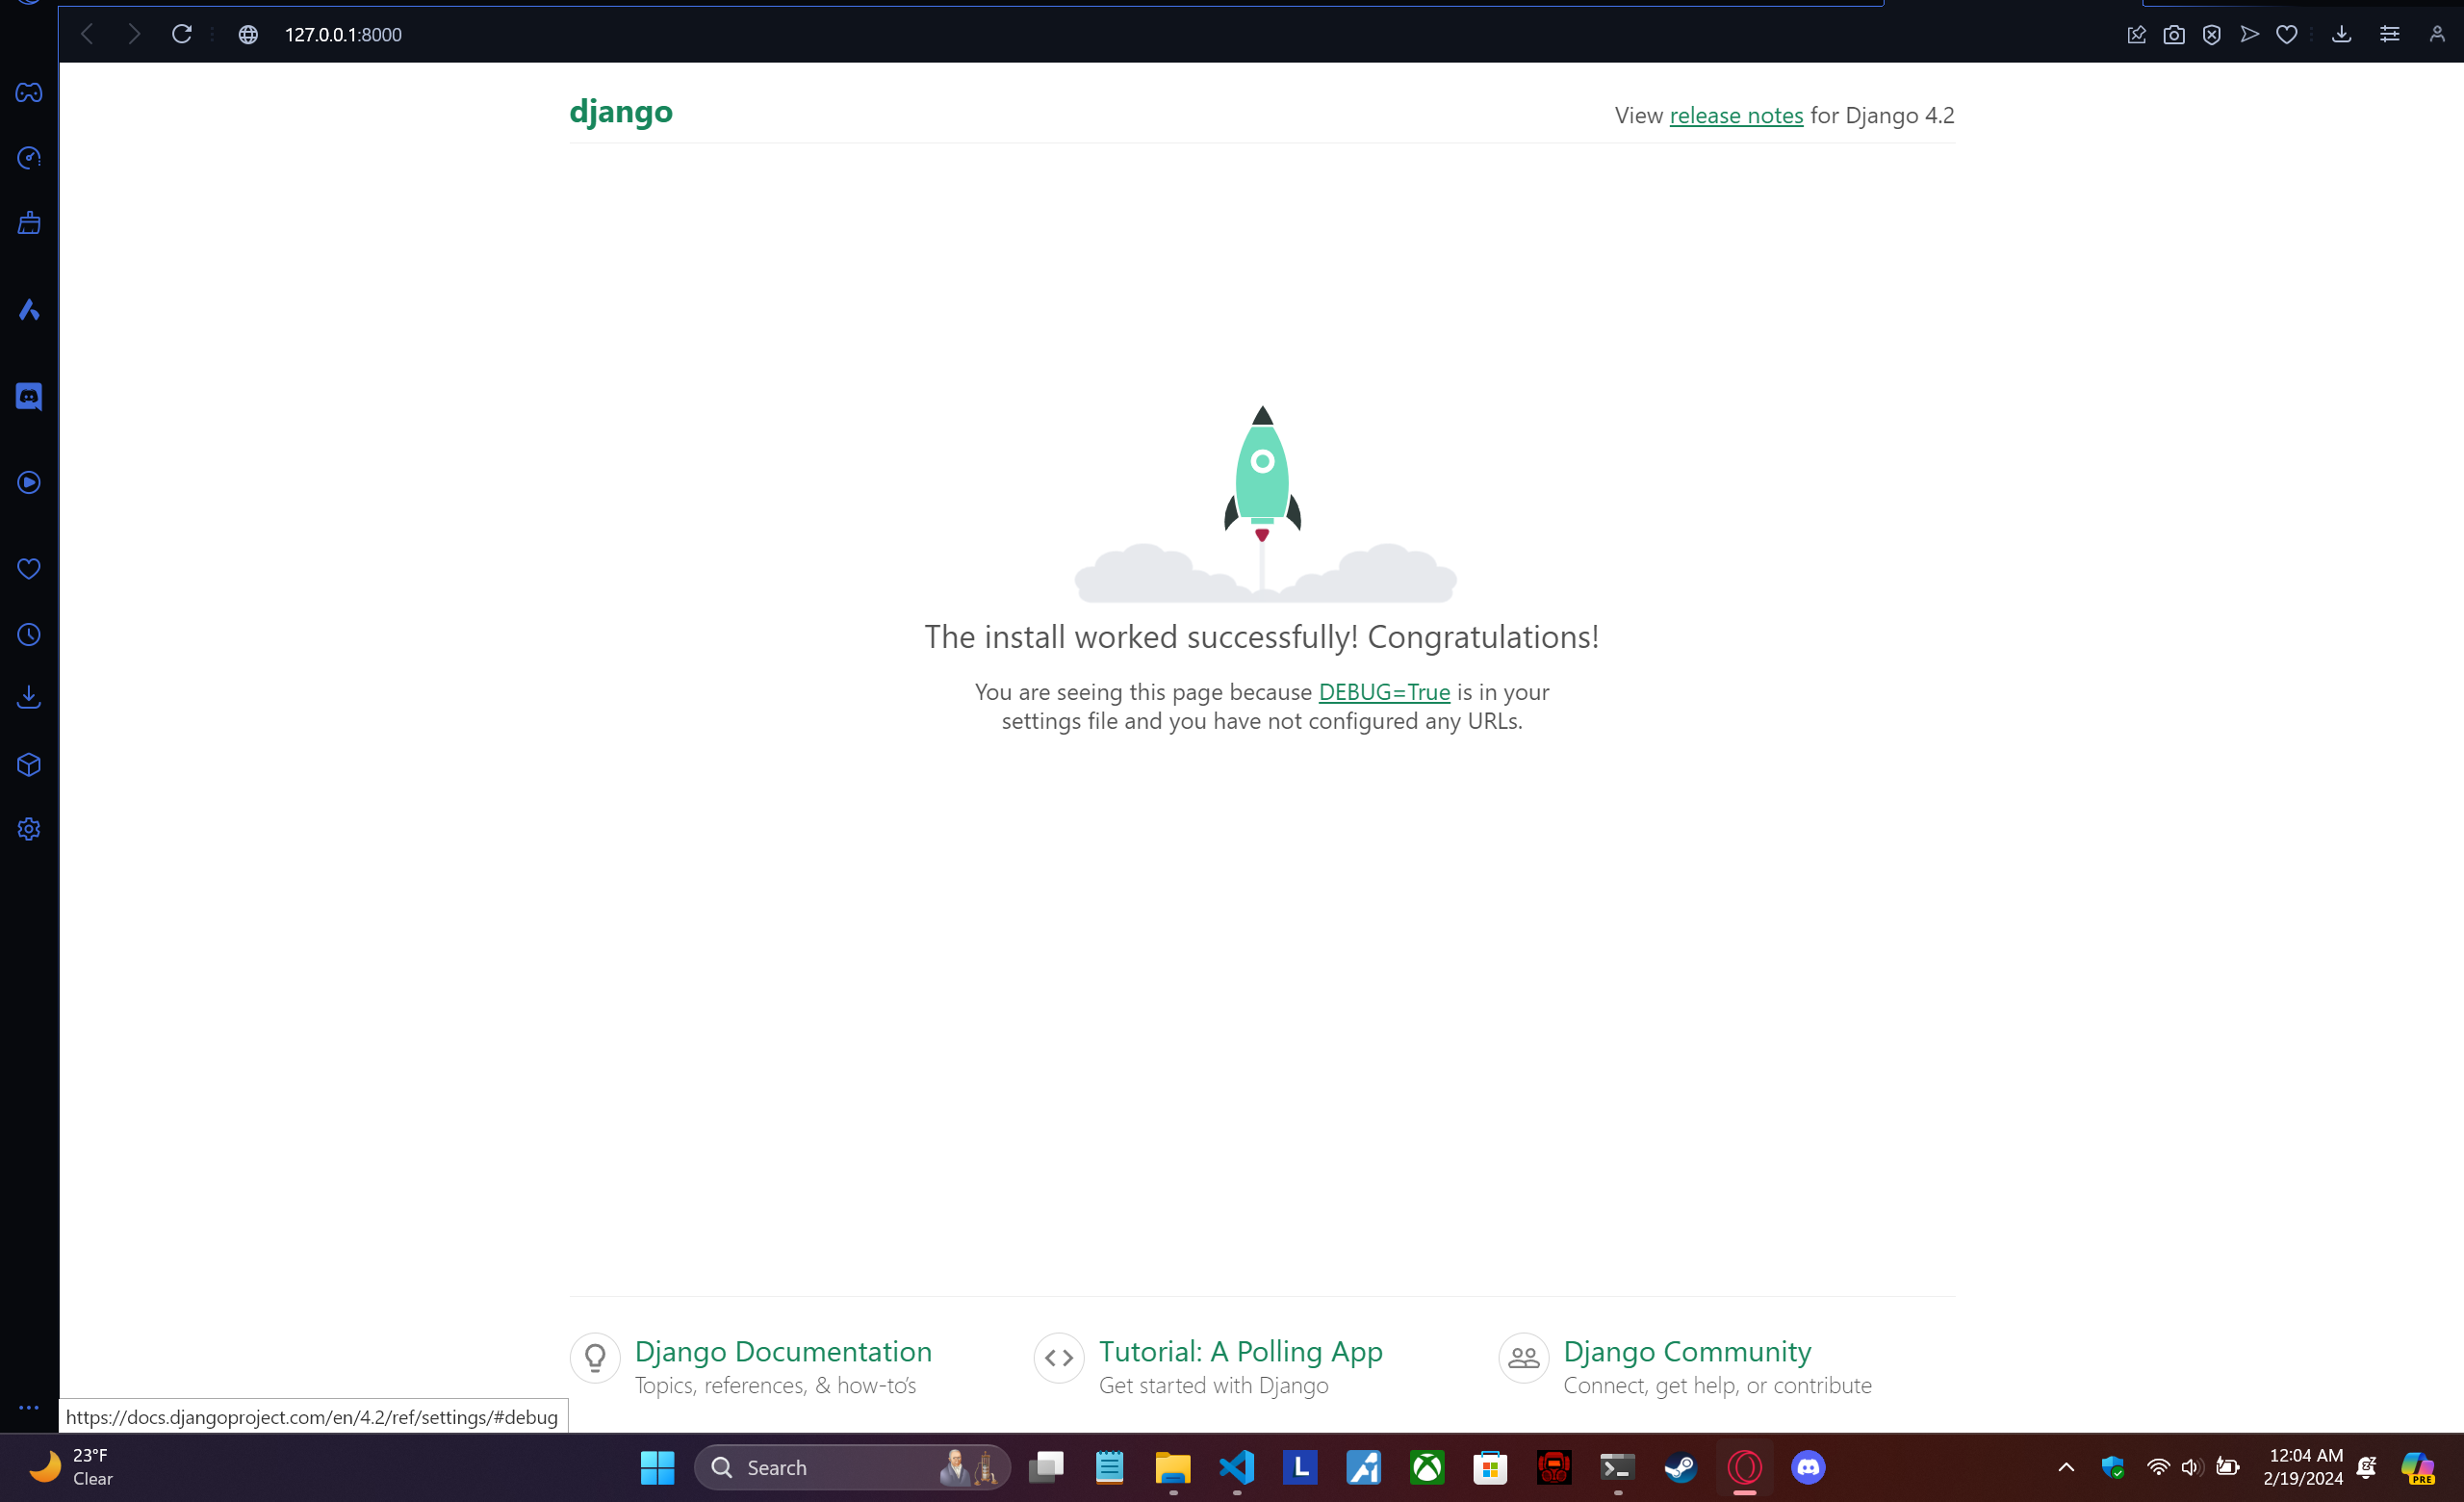 127.0.0.1:8000
django
View release notes for Django 4.2
The install worked successfully! Congratulations!
You are seeing this page because DEBUG=True is in your
settings file and you have not configured any URLs.
Django Documentation
Topics, references, & how-to's
Tutorial: A Polling App
Get started with Django
Django Community
Connect, get help, or contribute
https://docs.djangoproject.com/en/4.2/ref/settings/#debug
23°F
Clear
Search
L
12:04 AM
2/19/2024
PRE